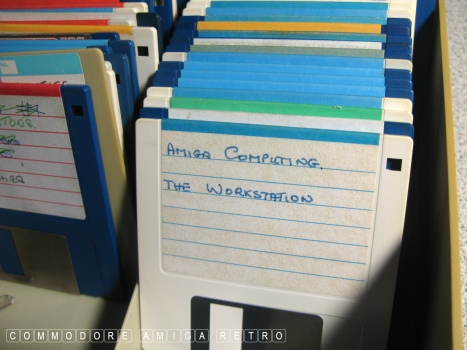 AMIGA COMPUTING.
THE WORKSTATION
COMMODORE AMIGA RETRO